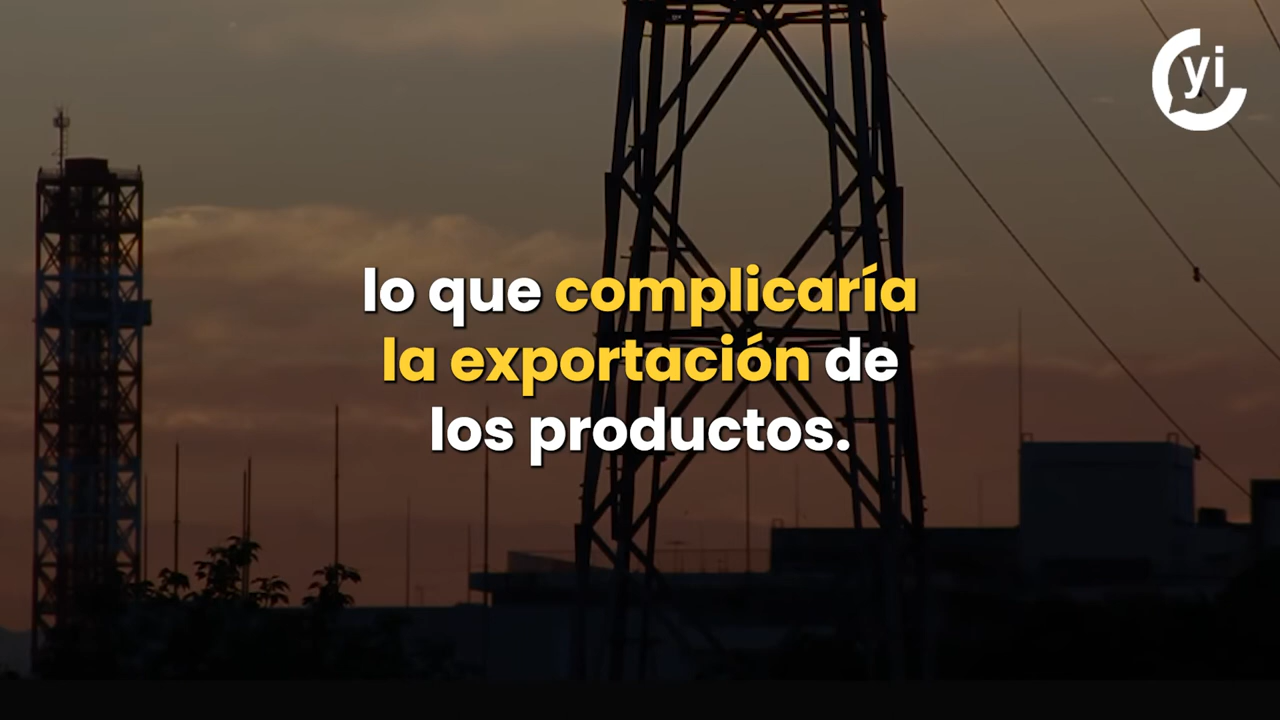 yi
lo que complicaría
la exportación de
los productos.